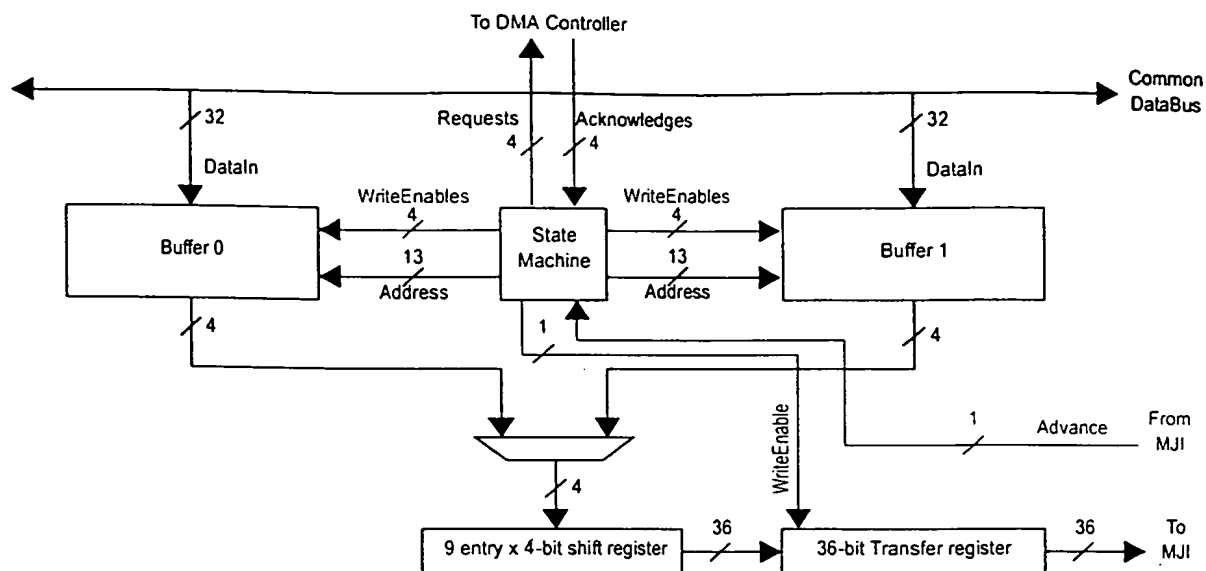 To DMA Controller
Common
DataBus
32
Requests
4
Acknowledges
4
32
DataIn
DataIn
WriteEnables
4
WriteEnables
4
Buffer 0
State
Machine
Buffer 1
13
Address
13
Address
4
1
4
1
Advance
From
MJI
WriteEnable
4
9 entry x 4-bit shift register
36
36-bit Transfer register
36
To
MJI